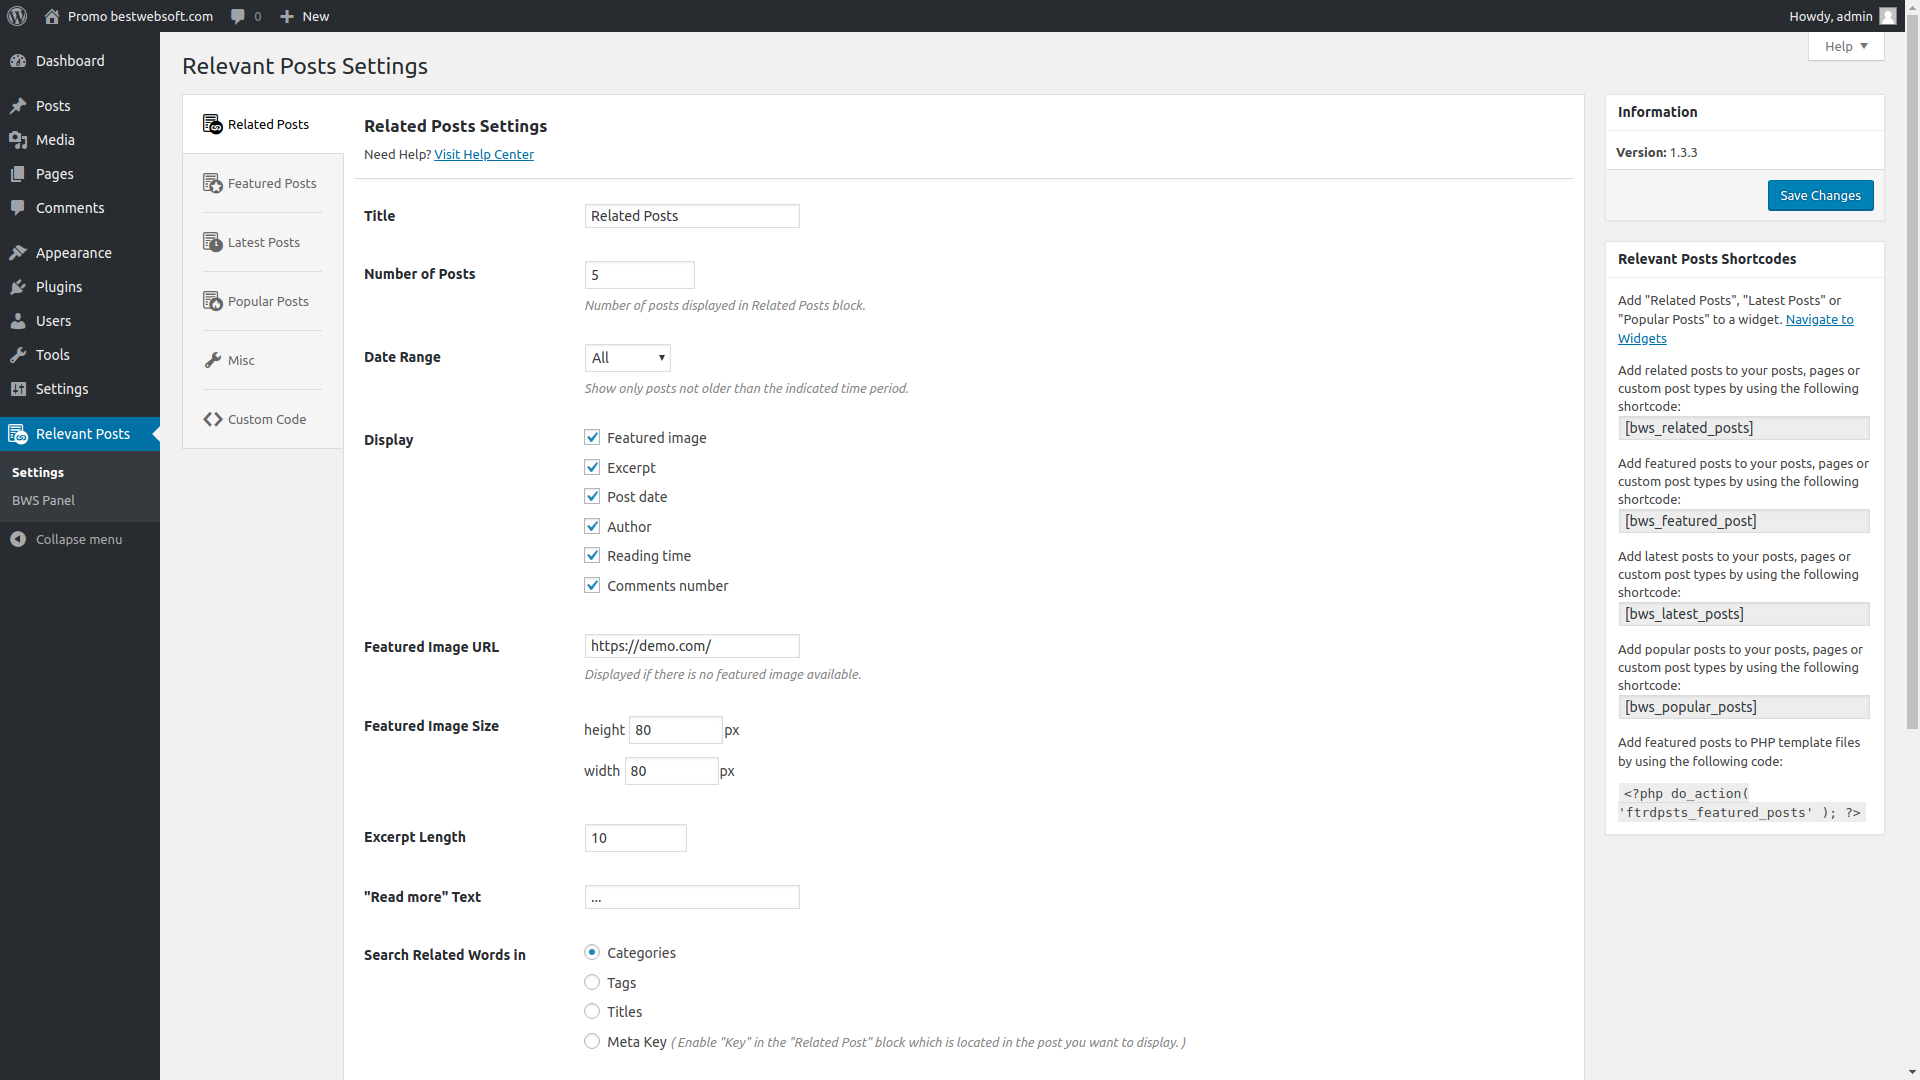 Promo bestwebsoft.com
0
New
Howdy, admin
Help
Dashboard
Posts
Media
Pages
Comments
Appearance
Plugins
Users
Tools
Settings
Relevant Posts
Settings
BWS Panel
Collapse menu
Relevant Posts Settings
Related Posts
Featured Posts
Latest Posts
Popular Posts
Misc
Custom Code
Related Posts Settings
Need Help? Visit Help Center
Title
Related Posts
Number of Posts
5
Number of posts displayed in Related Posts block.
Date Range
All
Show only posts not older than the indicated time period.
Display
Featured image
Excerpt
Post date
Author
Reading time
Comments number
Featured Image URL
https://demo.com/
Displayed if there is no featured image available.
Featured Image Size
height 80 px
width 80 px
Excerpt Length
10
"Read more" Text
...
Search Related Words in
Categories
Tags
Titles
Meta Key ( Enable "Key" in the "Related Post" block which is located in the post you want to display. )
Information
Version: 1.3.3
Save Changes
Relevant Posts Shortcodes
Add "Related Posts", "Latest Posts" or
"Popular Posts" to a widget. Navigate to
Widgets
Add related posts to your posts, pages or
custom post types by using the following
shortcode:
[bws_related_posts]
Add featured posts to your posts, pages or
custom post types by using the following
shortcode:
[bws_featured_post]
Add latest posts to your posts, pages or
custom post types by using the following
shortcode:
[bws_latest_posts]
Add popular posts to your posts, pages or
custom post types by using the following
shortcode:
[bws_popular_posts]
Add featured posts to PHP template files
by using the following code:
<?php do_action(
'ftrdpsts_featured_posts' ); ?>